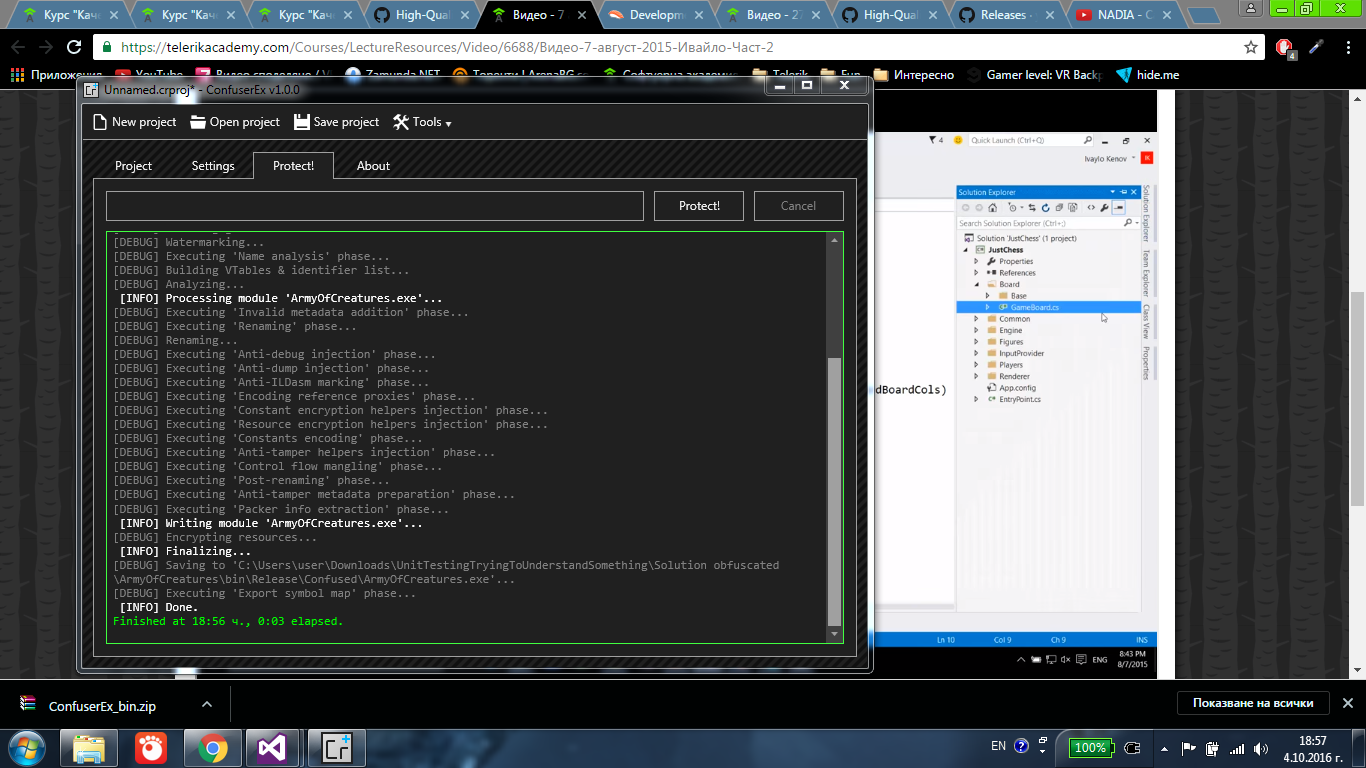 Курс "Каче
Курс "Каче
Курс "Каче
High-Qual
Видео - 7
Developm
Видео - 27
High-Qual
Releases ·
NADIA - C
https://telerikacademy.com/Courses/LectureResources/Video/6688/Видео-7-август-2015-Ивайло-Част-2
4
Приложения
YouTube
Видео споделяне / V
Zamunda.NET
Торенти | ArenaBG.c
Софтуерна академия
Telerik
Fun
Интересно
Gamer level: VR Backp
hide.me
Unnamed.crproj* - ConfuserEx v1.0.0
New project
Open project
Save project
Tools
Project
Settings
Protect!
About
Protect!
Cancel
[DEBUG] Watermarking...
[DEBUG] Executing 'Name analysis' phase...
[DEBUG] Building VTables & identifier list...
[DEBUG] Analyzing...
[INFO] Processing module 'ArmyOfCreatures.exe'...
[DEBUG] Executing 'Invalid metadata addition' phase...
[DEBUG] Executing 'Renaming' phase...
[DEBUG] Renaming...
[DEBUG] Executing 'Anti-debug injection' phase...
[DEBUG] Executing 'Anti-dump injection' phase...
[DEBUG] Executing 'Anti-ILDasm marking' phase...
[DEBUG] Executing 'Encoding reference proxies' phase...
[DEBUG] Executing 'Constant encryption helpers injection' phase...
[DEBUG] Executing 'Resource encryption helpers injection' phase...
[DEBUG] Executing 'Constants encoding' phase...
[DEBUG] Executing 'Anti-tamper helpers injection' phase...
[DEBUG] Executing 'Control flow mangling' phase...
[DEBUG] Executing 'Post-renaming' phase...
[DEBUG] Executing 'Anti-tamper metadata preparation' phase...
[DEBUG] Executing 'Packer info extraction' phase...
[INFO] Writing module 'ArmyOfCreatures.exe'...
[DEBUG] Encrypting resources...
[INFO] Finalizing...
[DEBUG] Saving to 'C:\Users\user\Downloads\UnitTestingTryingToUnderstandSomething\Solution obfuscated
\ArmyOfCreatures\bin\Release\Confused\ArmyOfCreatures.exe'...
[DEBUG] Executing 'Export symbol map' phase...
[INFO] Done.
Finished at 18:56 ч., 0:03 elapsed.
4
Quick Launch (Ctrl+Q)
Ivaylo Kenov
IK
Solution Explorer
Search Solution Explorer (Ctrl+;)
Solution 'JustChess' (1 project)
JustChess
Properties
References
Board
Base
GameBoard.cs
Common
Engine
Figures
InputProvider
Players
Renderer
App.config
EntryPoint.cs
Solution Explorer
Team Explorer
Class View
Properties
dBoardCols)
Ln 10
Col 9
Ch 9
INS
ENG
8:43 PM
8/7/2015
ConfuserEx_bin.zip
Показване на всички
EN
100%
18:57
4.10.2016 г.